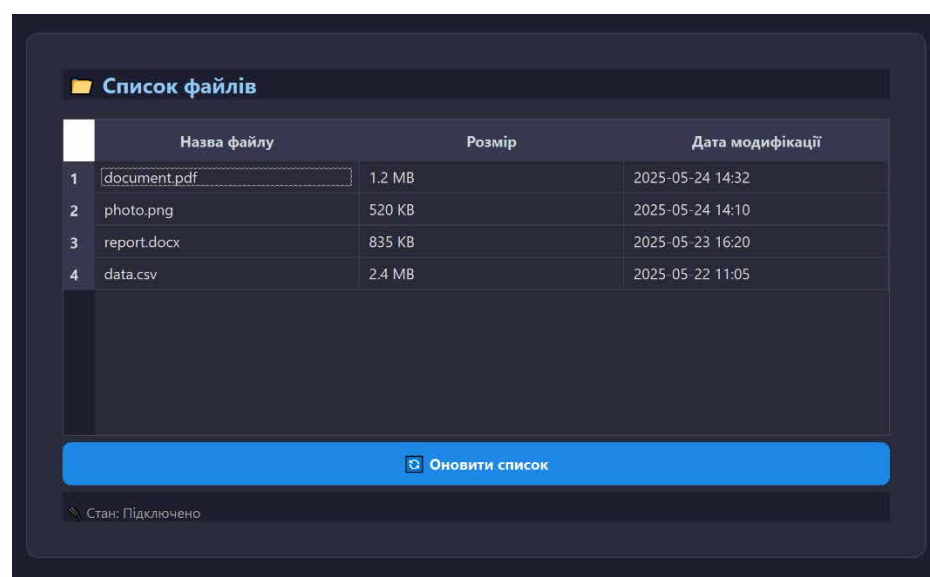 Список файлів
Назва файлу Розмір Дата модифікації
1 document.pdf 1.2 MB 2025-05-24 14:32
2 photo.png 520 KB 2025-05-24 14:10
3 report.docx 835 KB 2025-05-23 16:20
4 data.csv 2.4 MB 2025-05-22 11:05
Оновити список
Стан: Підключено